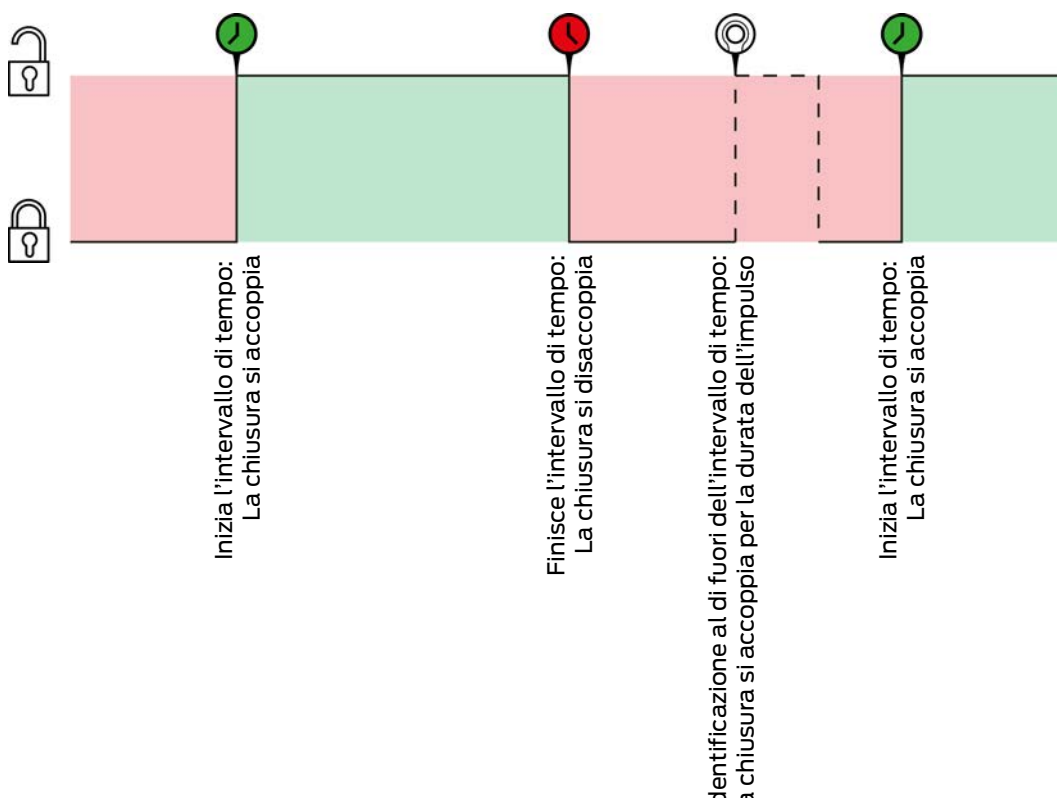 Inizia l'intervallo di tempo:
La chiusura si accoppia
Finisce l'intervallo di tempo:
La chiusura si disaccoppia
dentificazione al di fuori dell'intervallo di tempo:
a chiusura si accoppia per la durata dell'impulso
Inizia l'intervallo di tempo:
La chiusura si accoppia